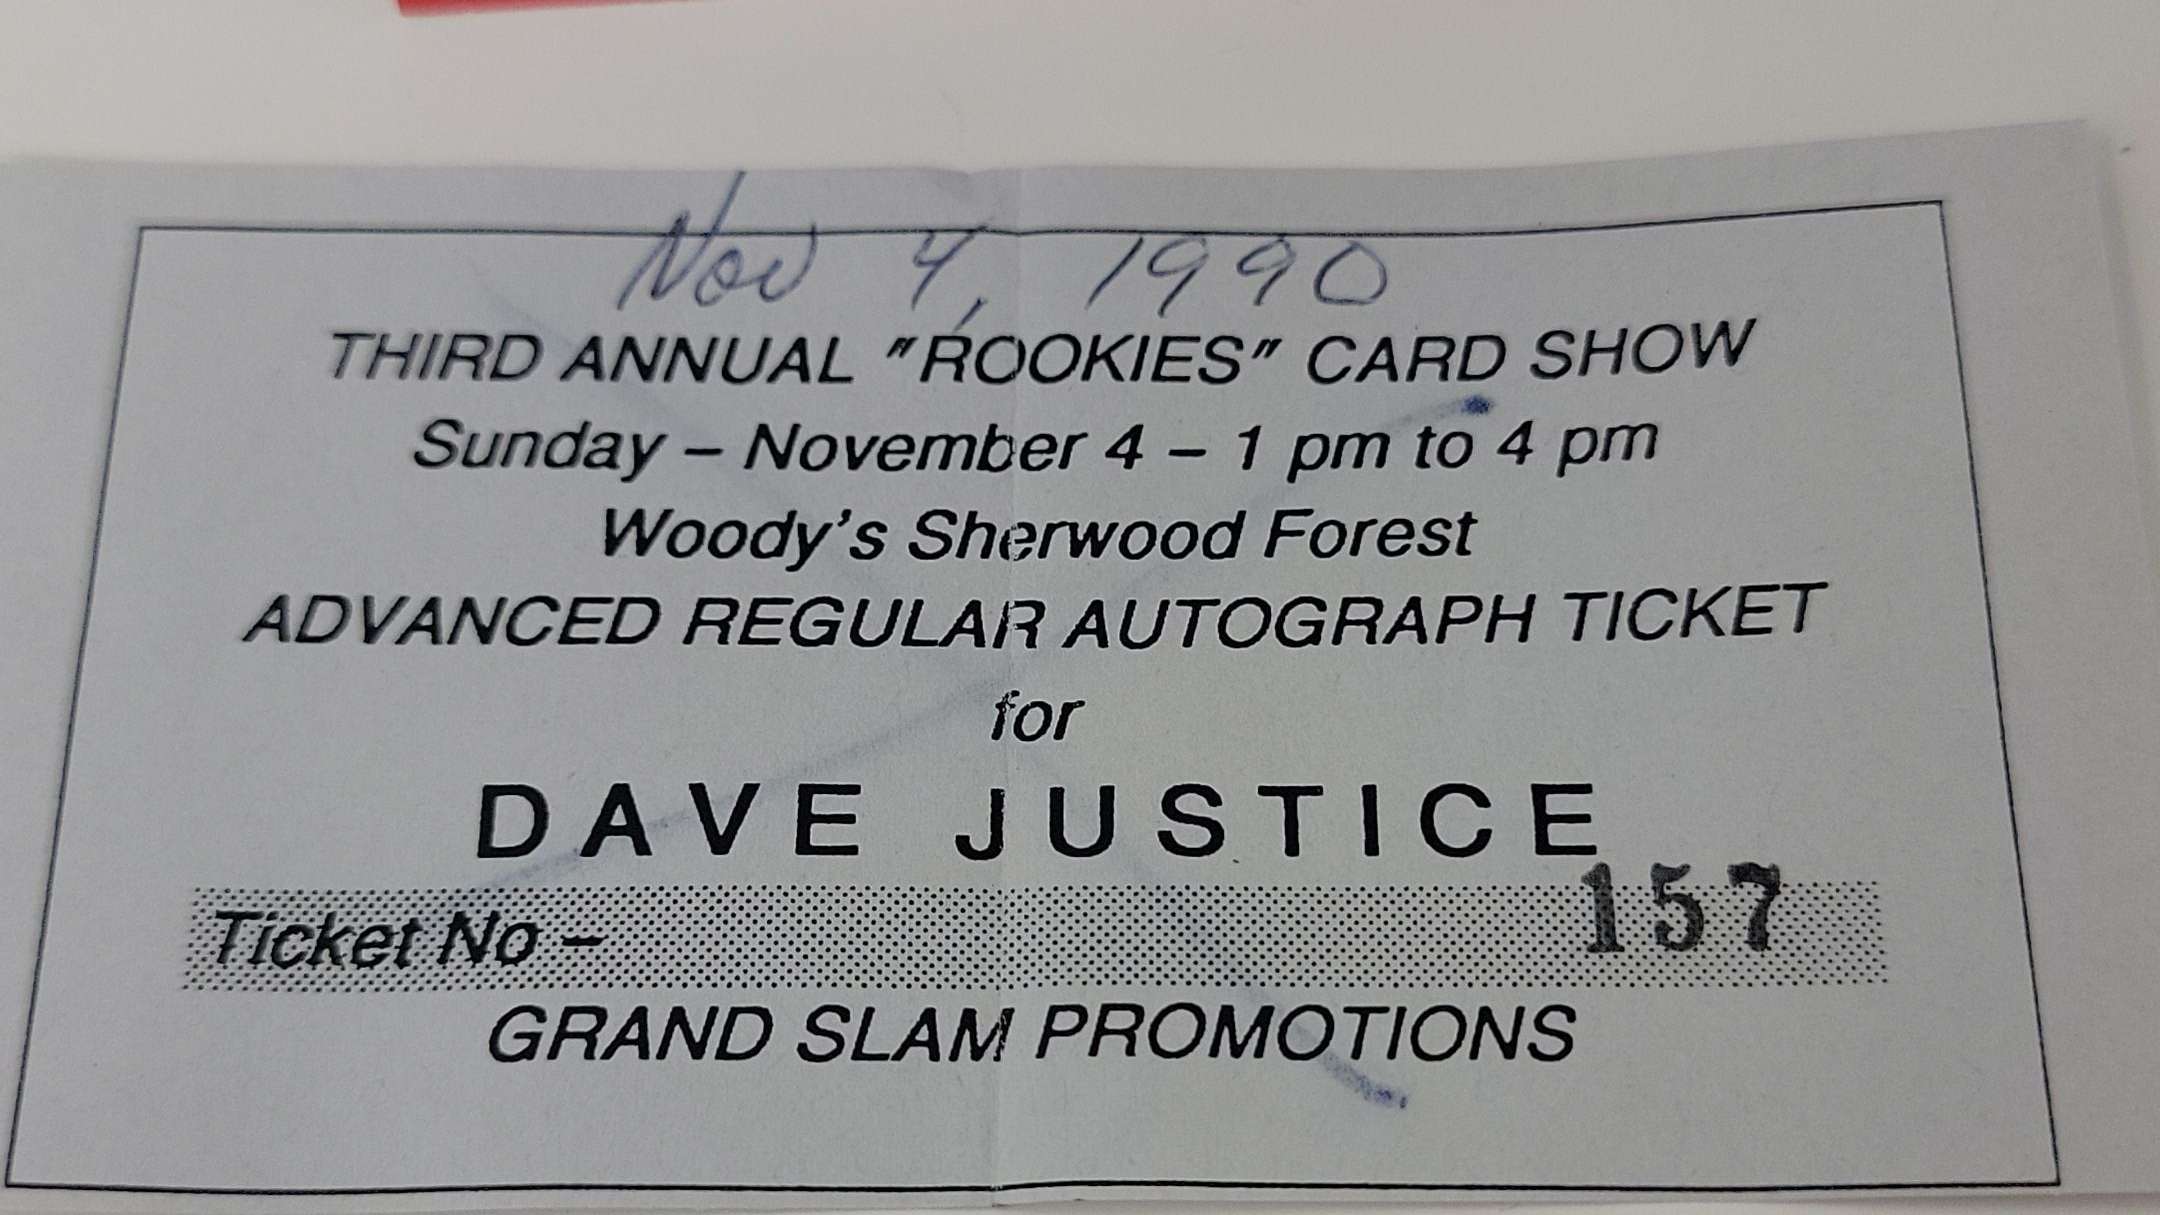 Nov 4, 1990
THIRD ANNUAL "ROOKIES" CARD SHOW
Sunday – November 4 – 1 pm to 4 pm
Woody's Sherwood Forest
ADVANCED REGULAR AUTOGRAPH TICKET
for
DAVE JUSTICE
Ticket No – 157
GRAND SLAM PROMOTIONS